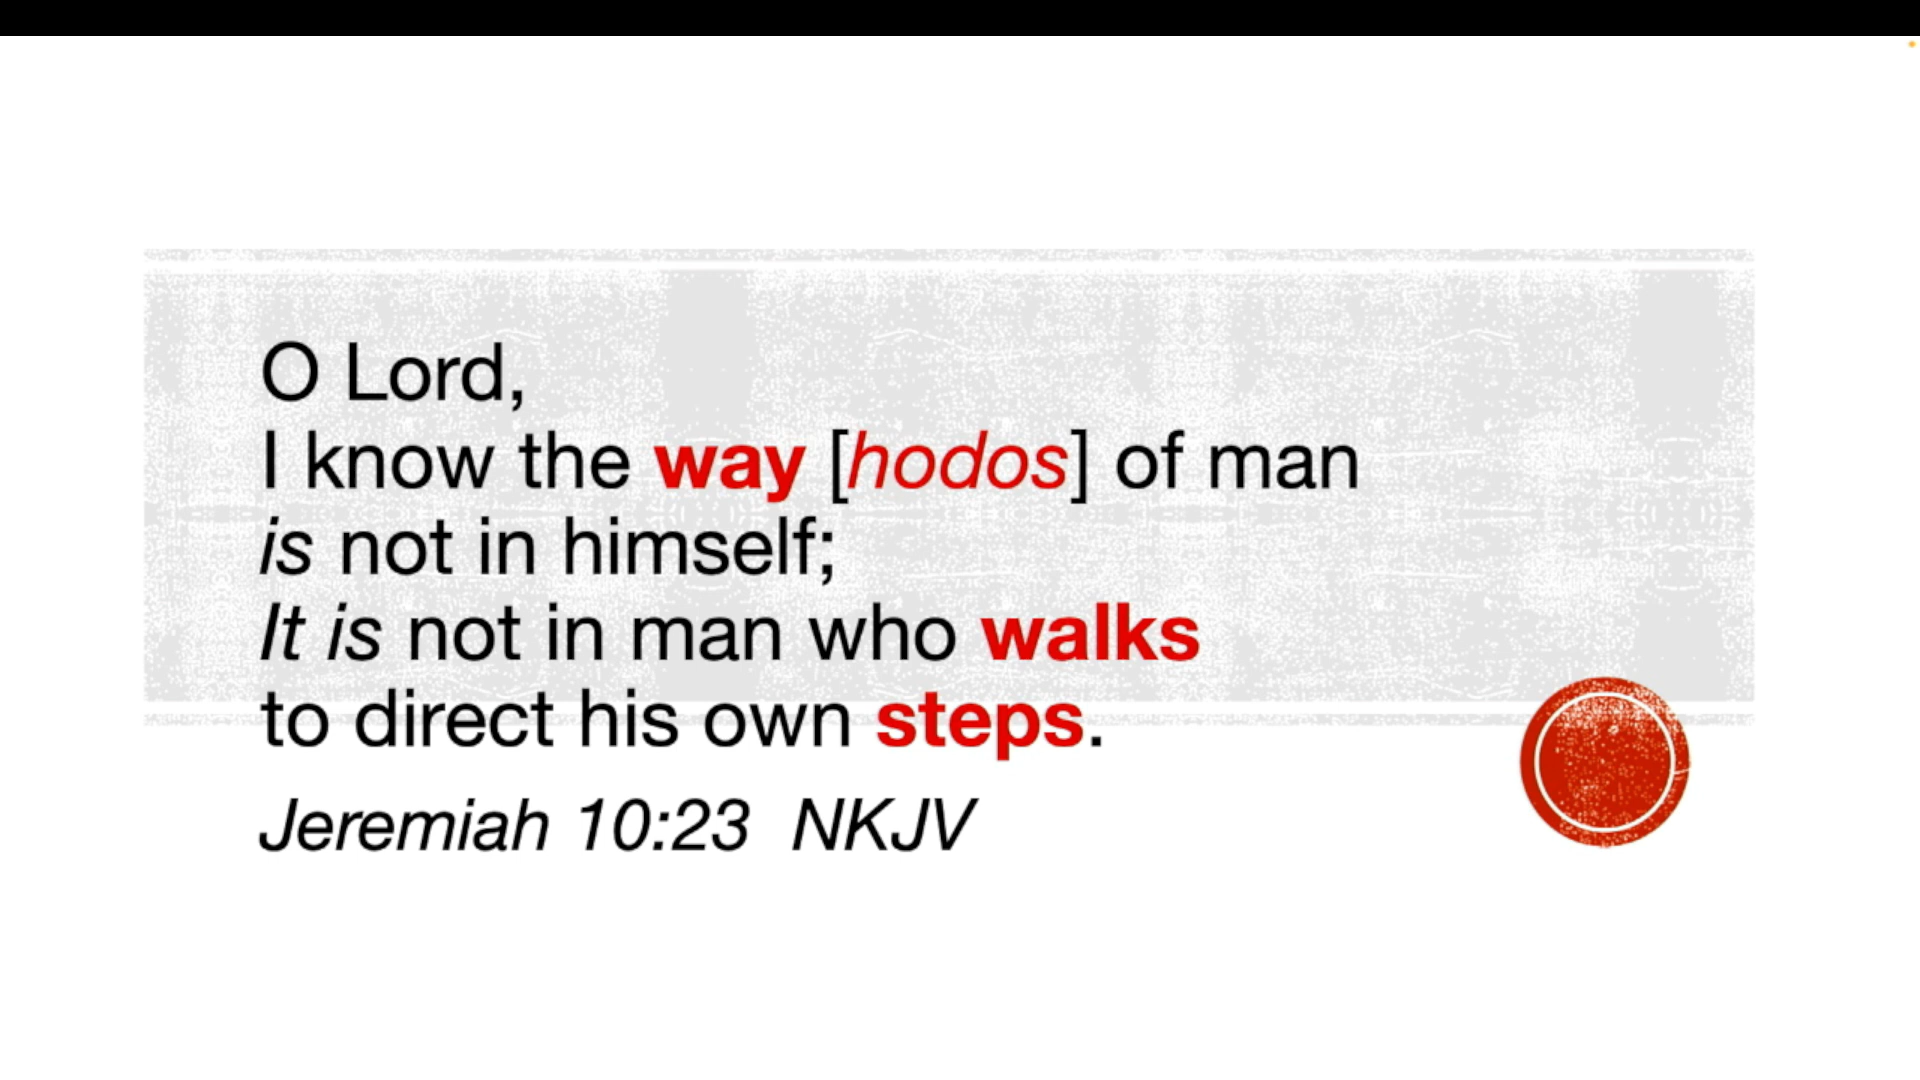 O Lord,
I know the way [hodos] of man
is not in himself;
It is not in man who walks
to direct his own steps.
Jeremiah 10:23 NKJV